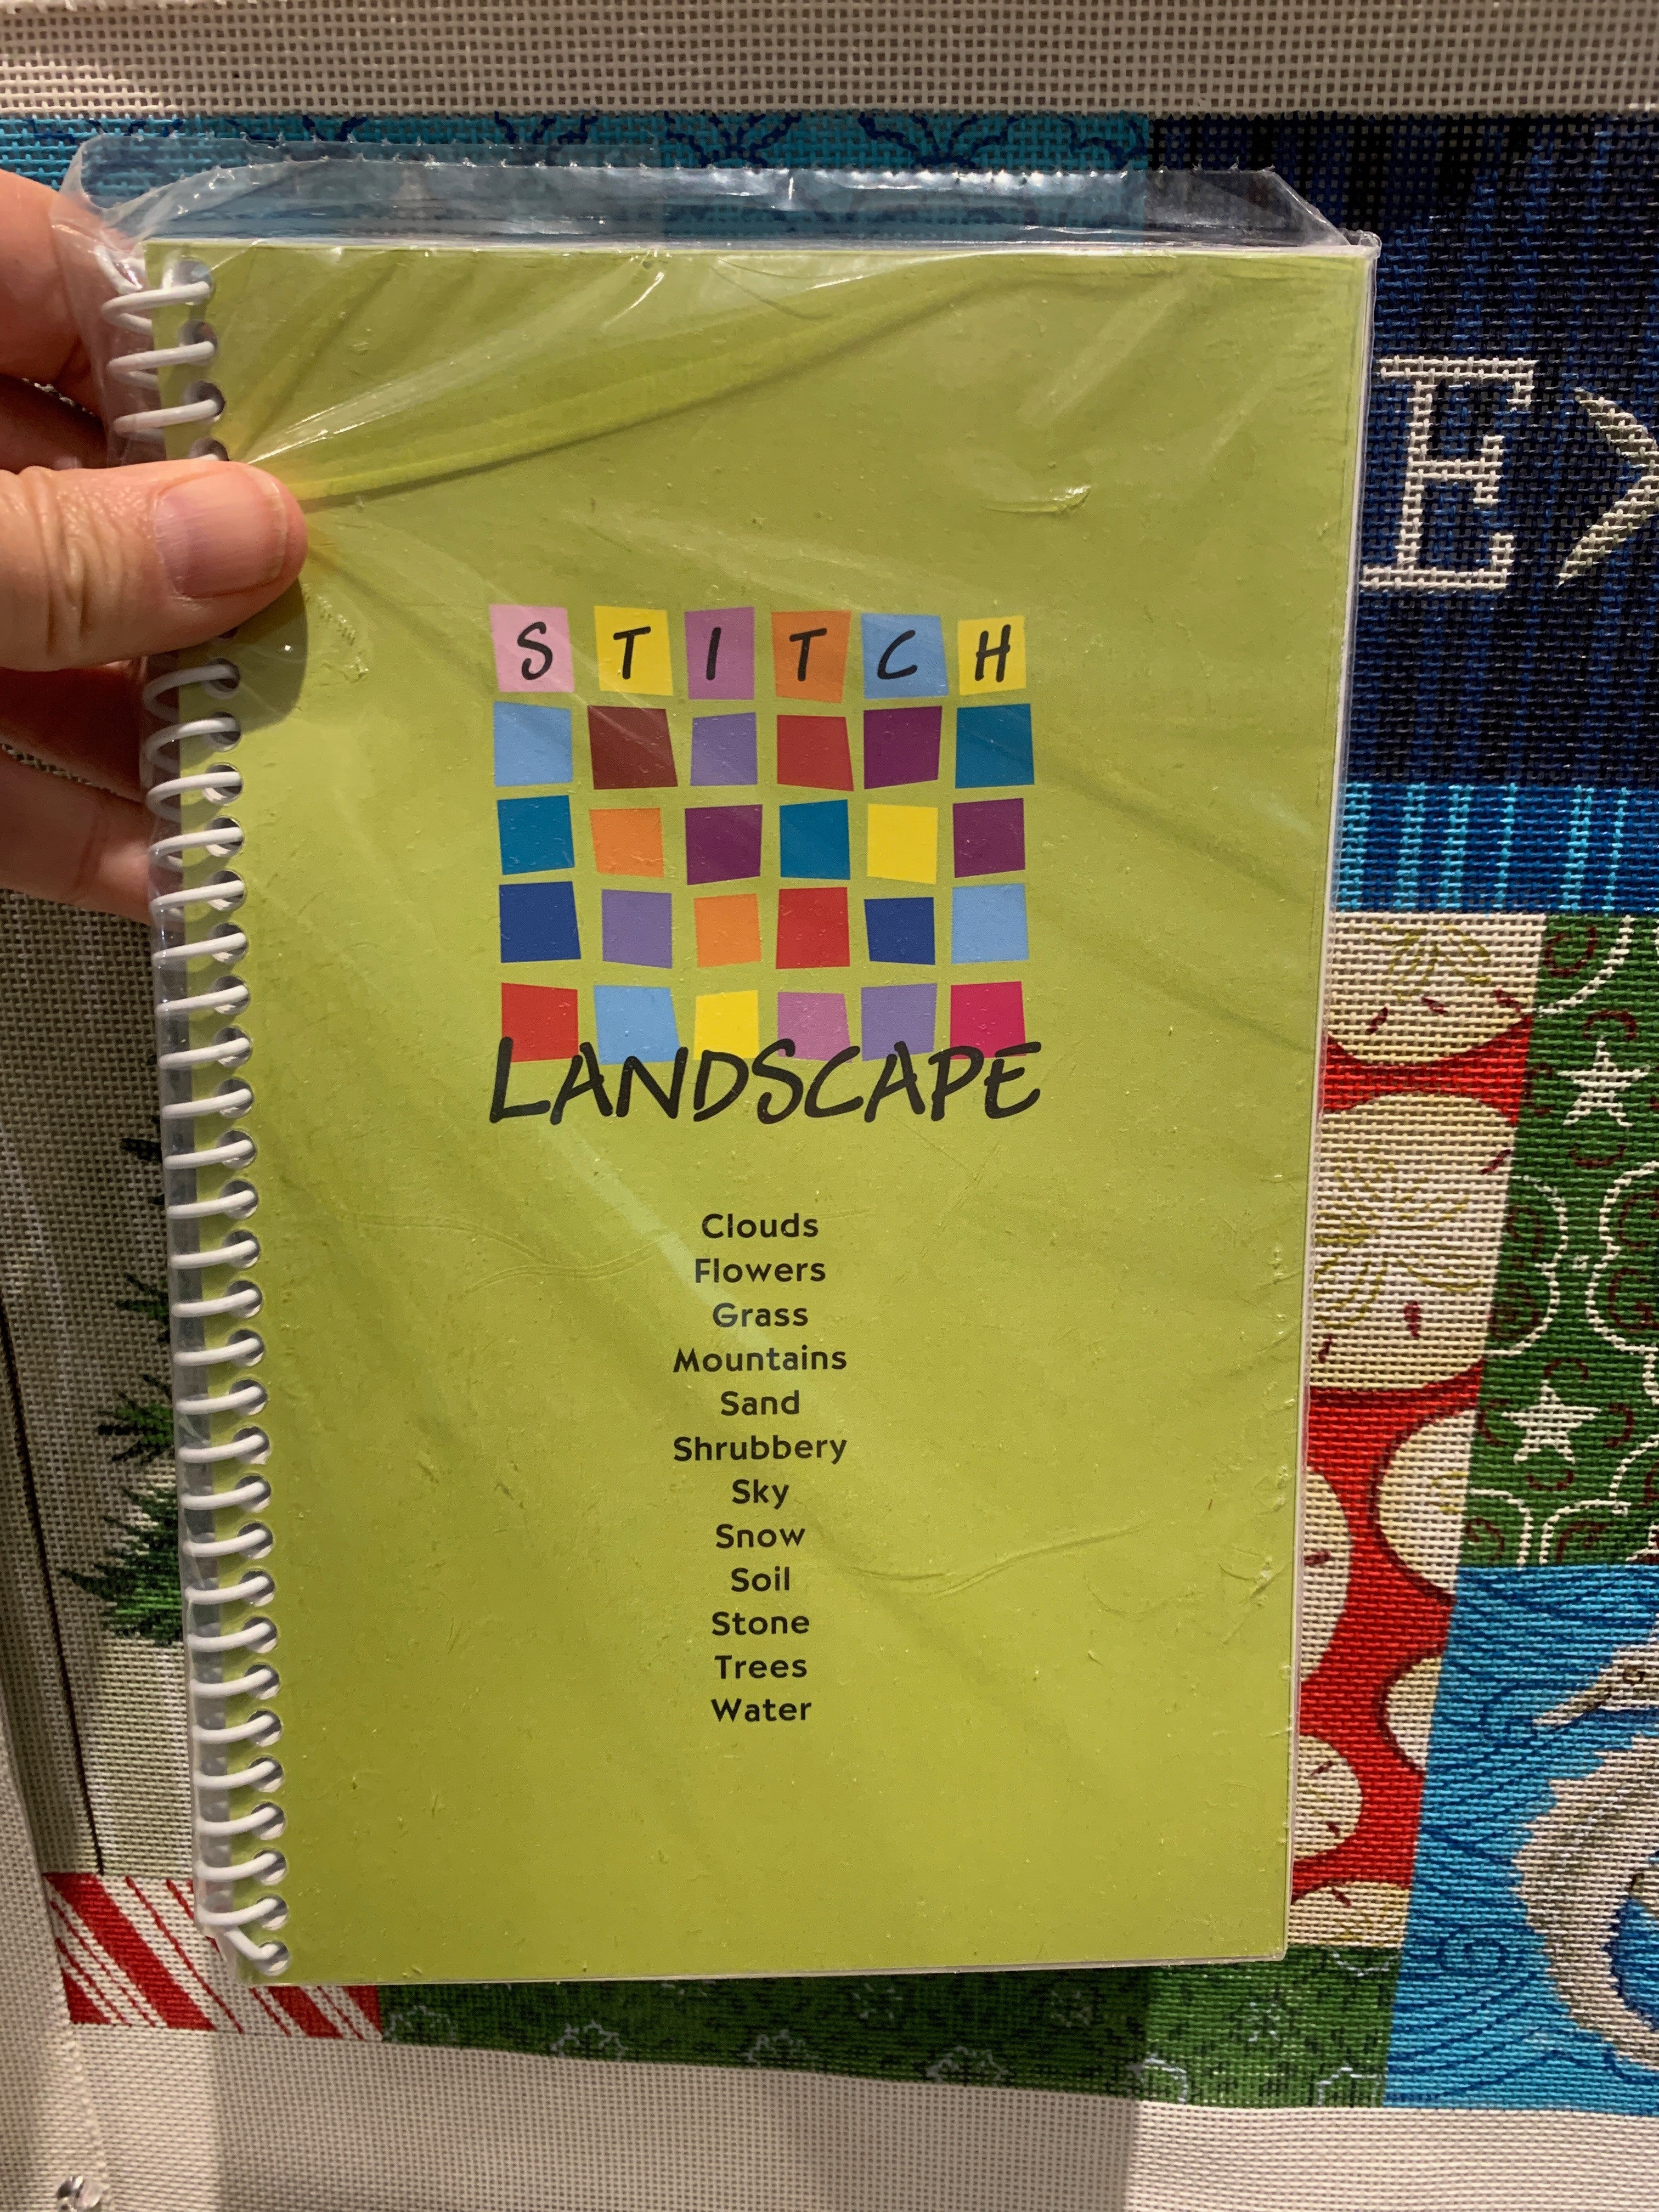 STITCH
LANDSCAPE
Clouds
Flowers
Grass
Mountains
Sand
Shrubbery
Sky
Snow
Soil
Stone
Trees
Water
E